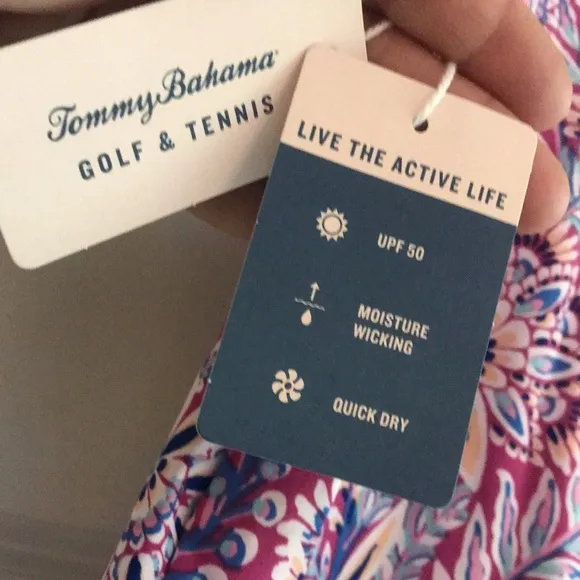 Tommy Bahama
GOLF & TENNIS
LIVE THE ACTIVE LIFE
UPF 50
MOISTURE
WICKING
QUICK DRY